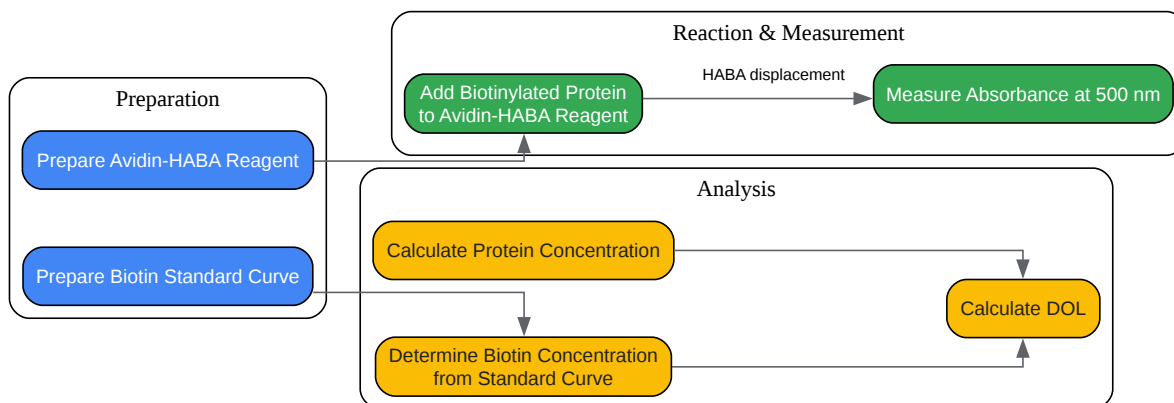 Reaction & Measurement
HABA displacement
Add Biotinylated Protein
to Avidin-HABA Reagent
Measure Absorbance at 500 nm
Preparation
Prepare Avidin-HABA Reagent
Prepare Biotin Standard Curve
Analysis
Calculate Protein Concentration
Calculate DOL
Determine Biotin Concentration
from Standard Curve